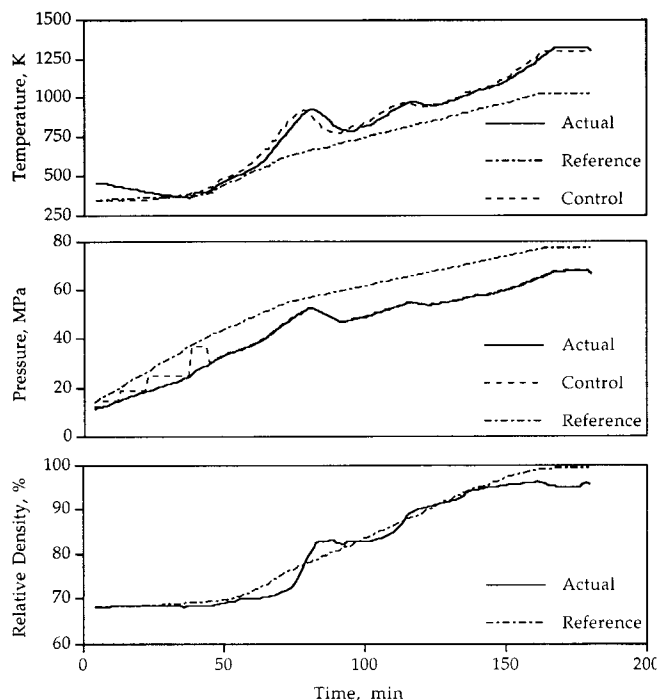 1500
1250
1000
750
500
250
Temperature, K
Actual
Reference
Control
80
60
40
20
0
Pressure, MPa
Actual
Control
Reference
100
90
80
70
60
Relative Density, %
Actual
Reference
0 50 100 150 200
Time, min